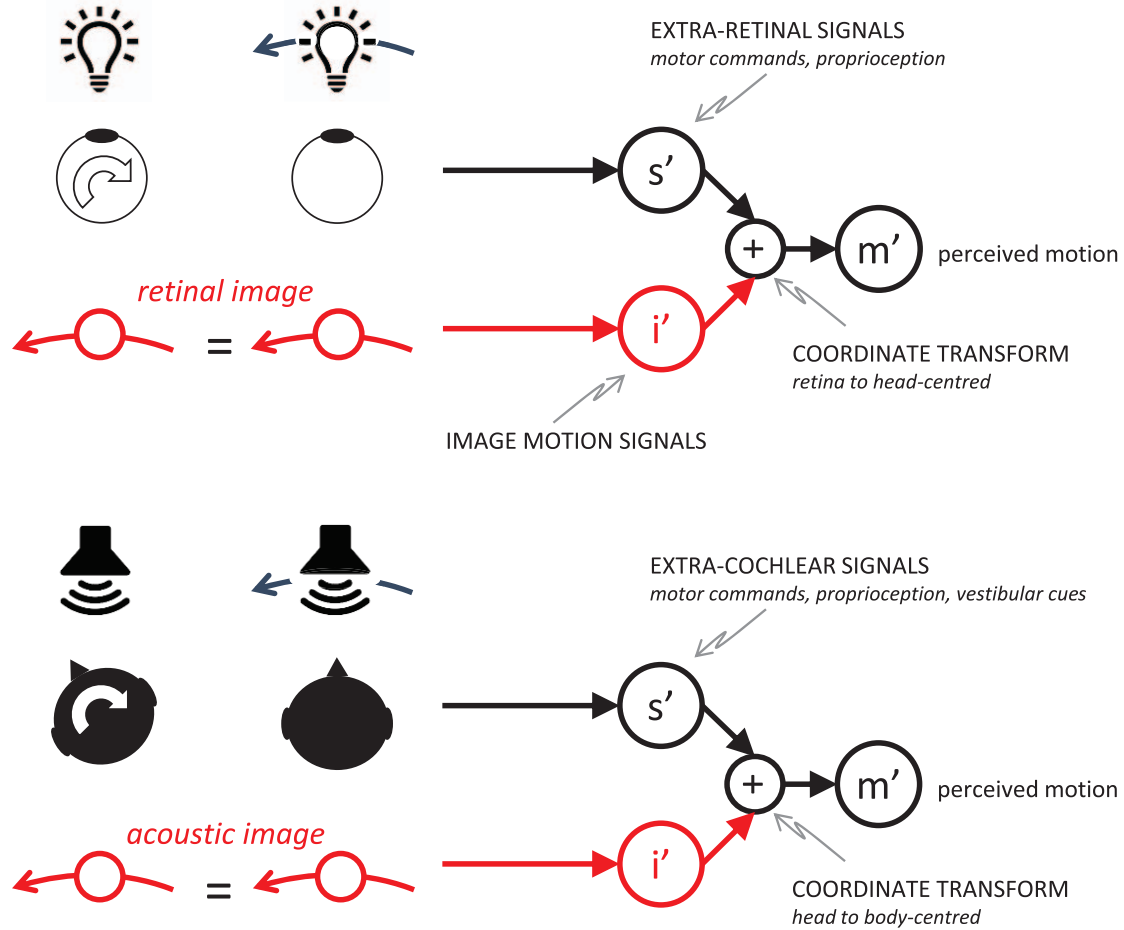 EXTRA-RETINAL SIGNALS
motor commands, proprioception
s’
+
m’
perceived motion
retinal image
=
i’
COORDINATE TRANSFORM
retina to head-centred
IMAGE MOTION SIGNALS
EXTRA-COCHLEAR SIGNALS
motor commands, proprioception, vestibular cues
s’
+
m’
perceived motion
acoustic image
=
i’
COORDINATE TRANSFORM
head to body-centred